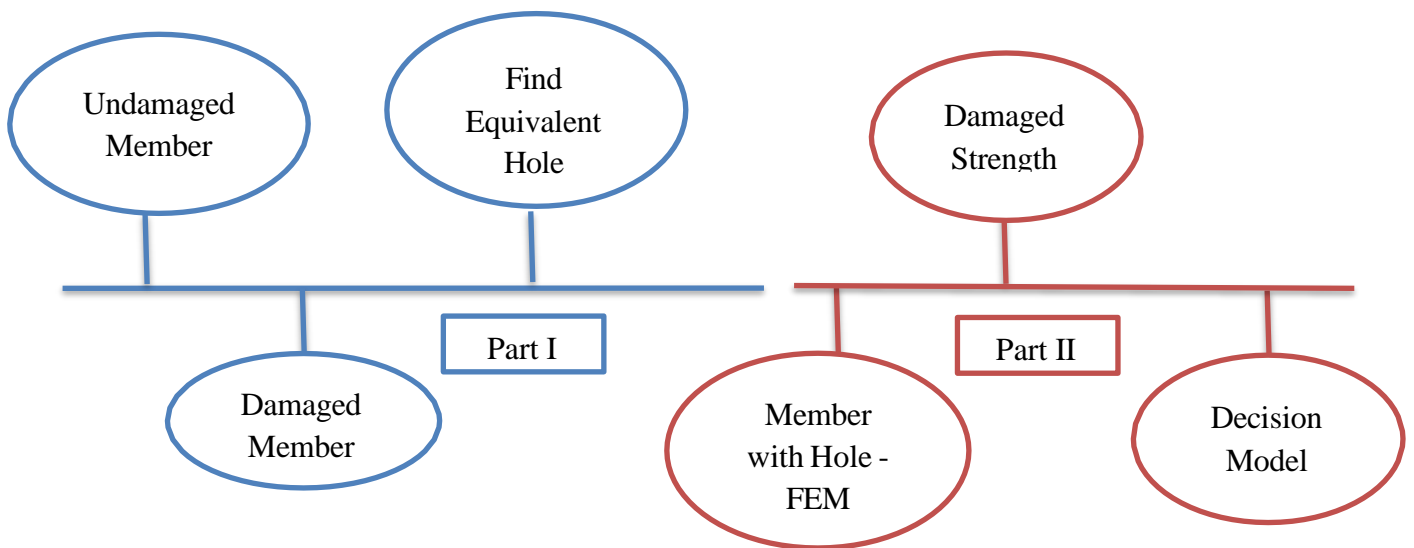 Undamaged
Member
Find
Equivalent
Hole
Damaged
Strength
Part I
Part II
Damaged
Member
Member
with Hole -
FEM
Decision
Model